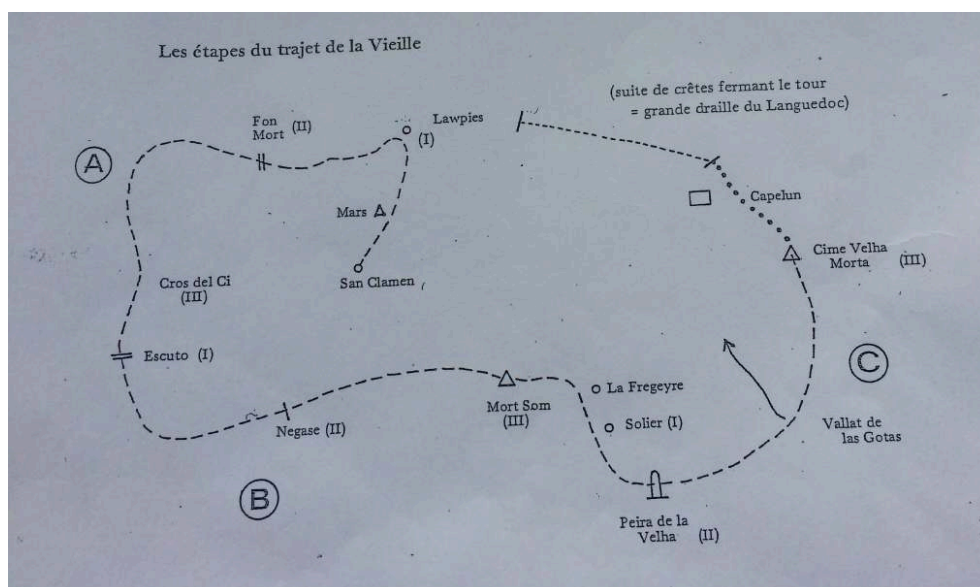 Les étapes du trajet de la Vieille
(suite de crêtes fermant le tour
= grande draille du Languedoc)
Fon
Mort (II)
Lawpies
(I)
A
Mars
Capelun
San Clamen
Cime Velha
Morta (III)
Cros del Ci
(III)
Escuto (I)
C
La Fregeyre
Mort Som
(III)
Solier (I)
Negase (II)
Vallat de
las Gotas
B
Peira de la
Velha (II)